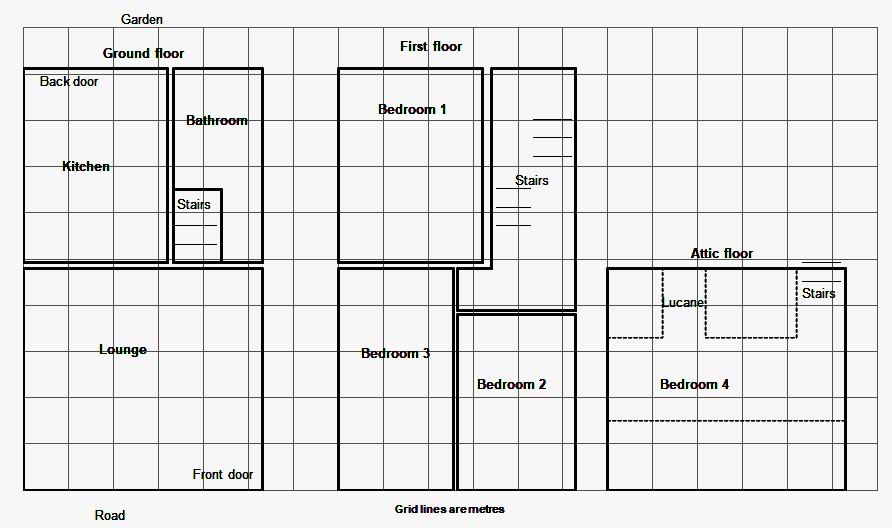 Garden
Ground floor
First floor
Back door
Bedroom 1
Bathroom
Kitchen
Stairs
Stairs
Attic floor
Stairs
Lucane
Lounge
Bedroom 3
Bedroom 2
Bedroom 4
Front door
Grid lines are metres
Road